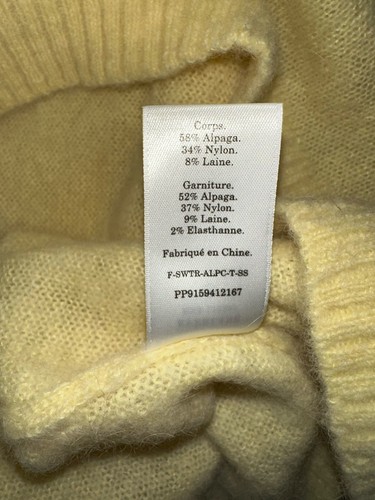 Corps.
58% Alpaga.
34% Nylon.
8% Laine.
Garniture.
52% Alpaga.
37% Nylon.
9% Laine.
2% Elasthanne.
Fabriqué en Chine.
F-SWTR-ALPC-T-SS
PP9159412167